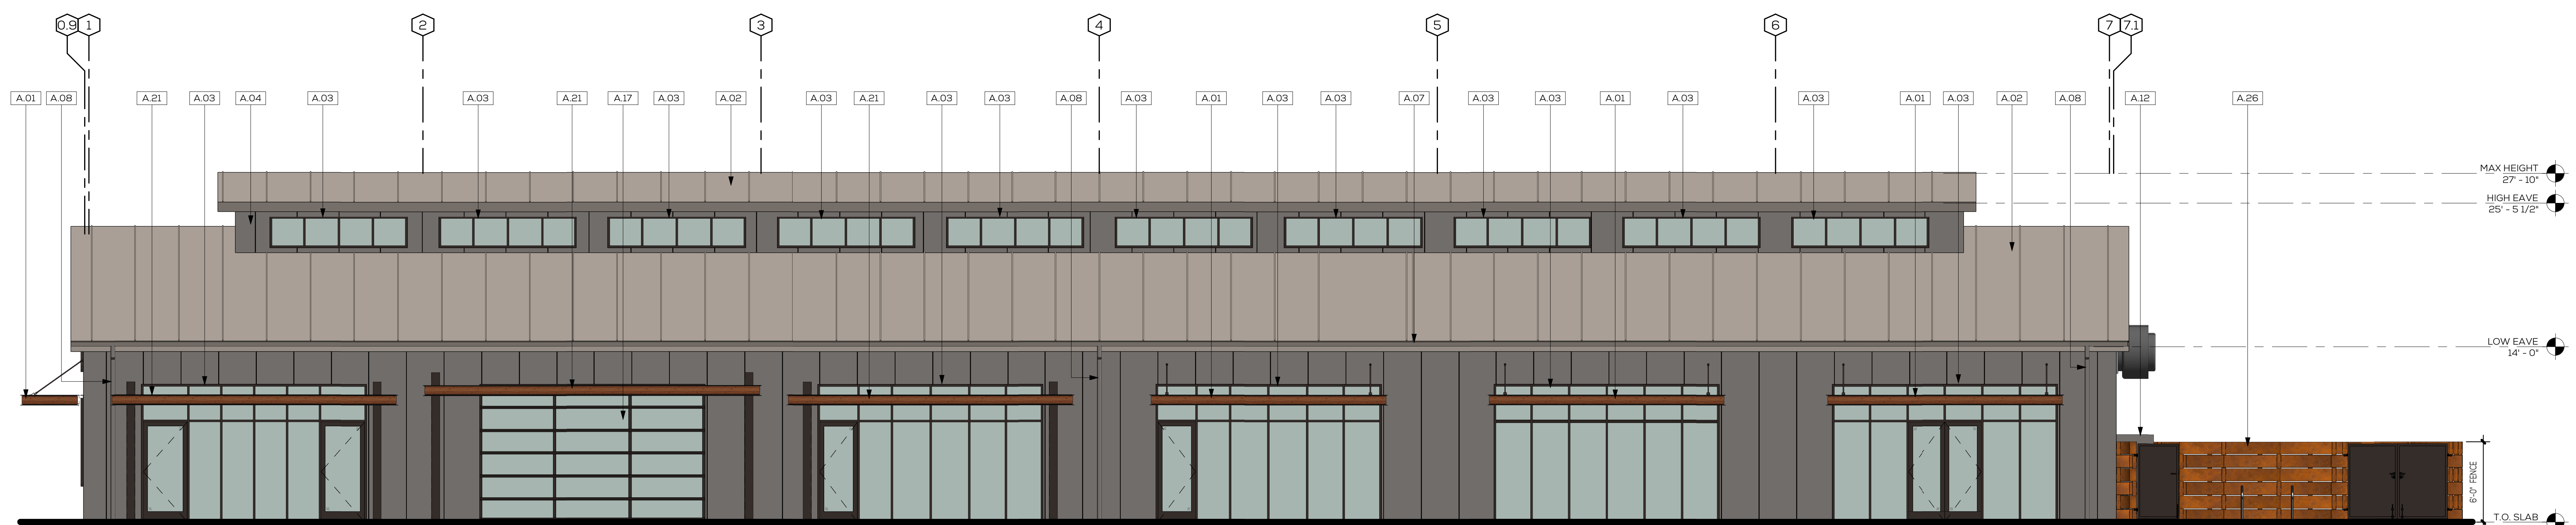 0.9 1 2 3 4 5 6 7 7.1
A.01 A.08 A.21 A.03 A.04 A.03 A.03 A.21 A.17 A.03 A.02 A.03 A.21 A.03 A.03 A.08 A.03 A.01 A.03 A.03 A.07 A.03 A.03 A.01 A.03 A.03 A.01 A.03 A.02 A.08 A.12 A.26
MAX HEIGHT
27' - 10"
HIGH EAVE
25' - 5 1/2"
LOW EAVE
14' - 0"
6'-0" FENCE
T.O. SLAB